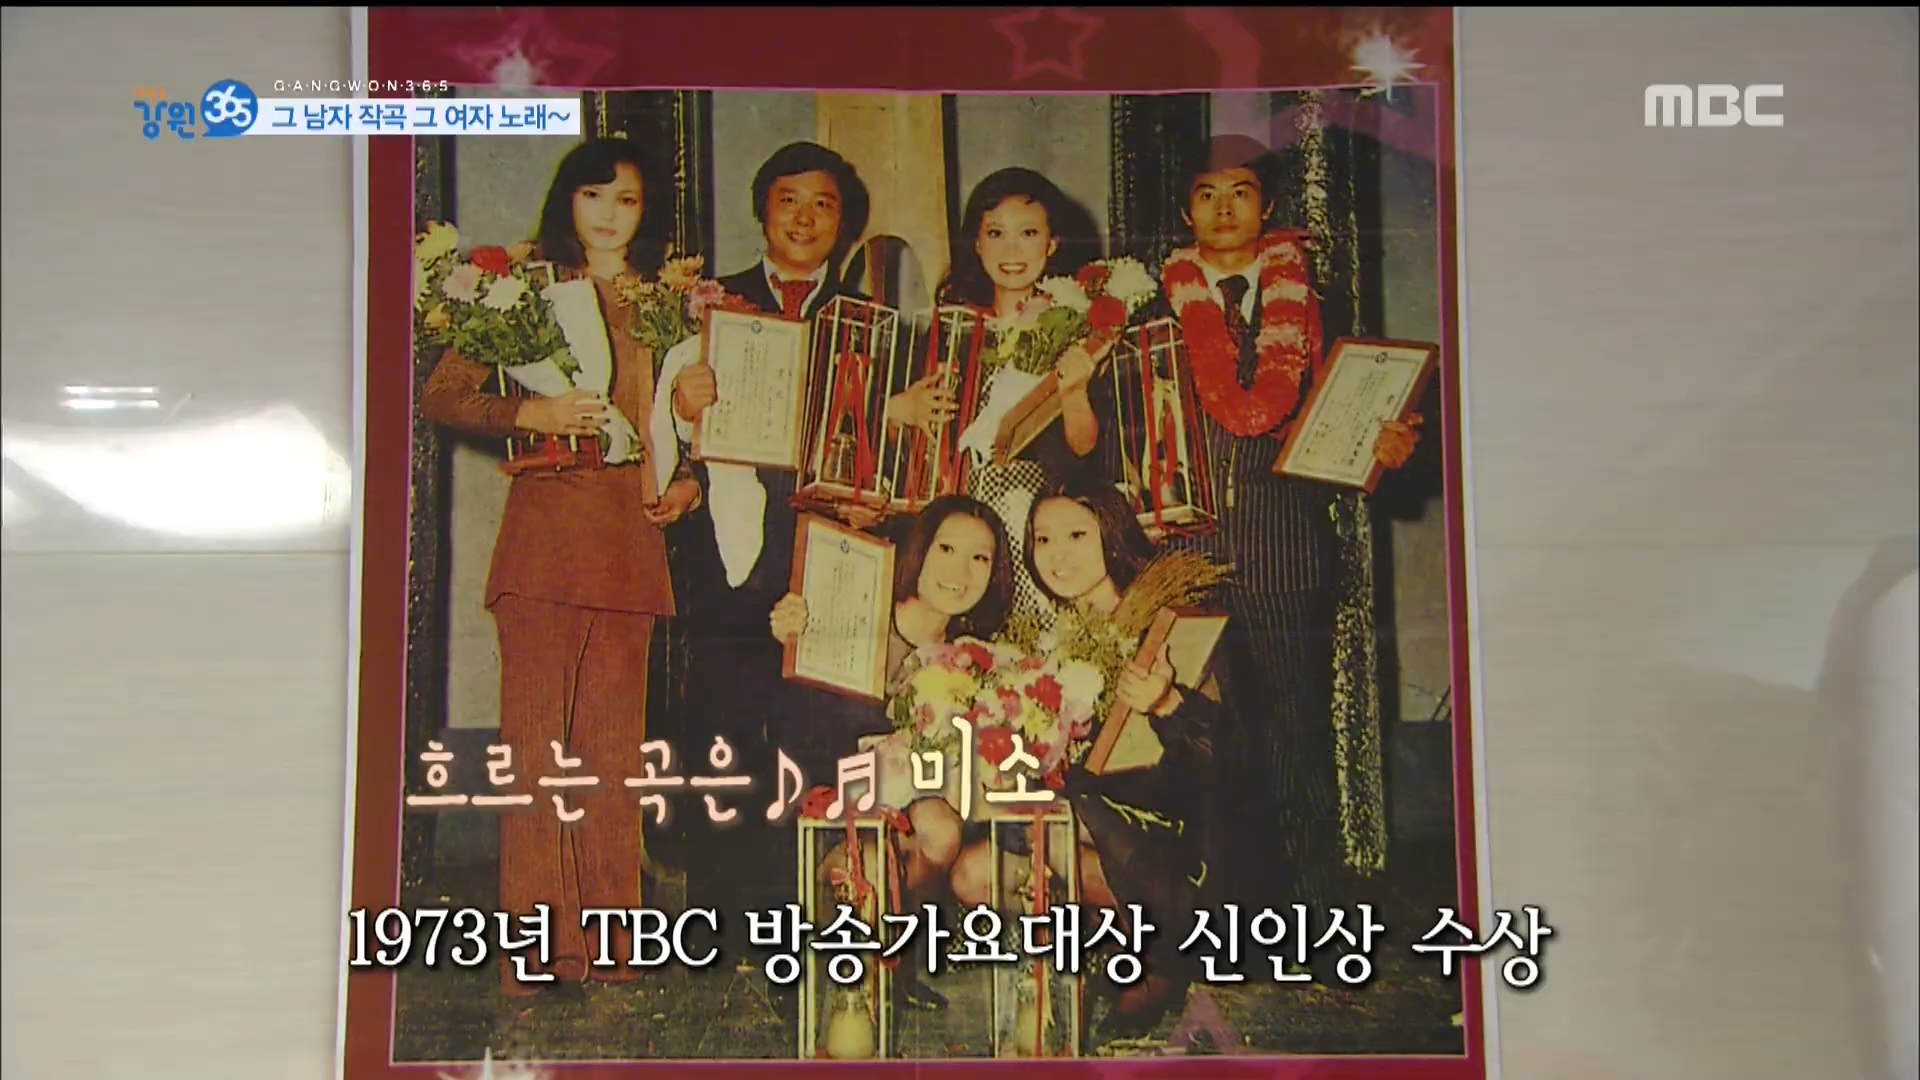 G·A·N·G·W·O·N·3·6·5
강원 365
그 남자 작곡 그 여자 노래~
MBC
흐르는 곡은♪♬ 미소
1973년 TBC 방송가요대상 신인상 수상